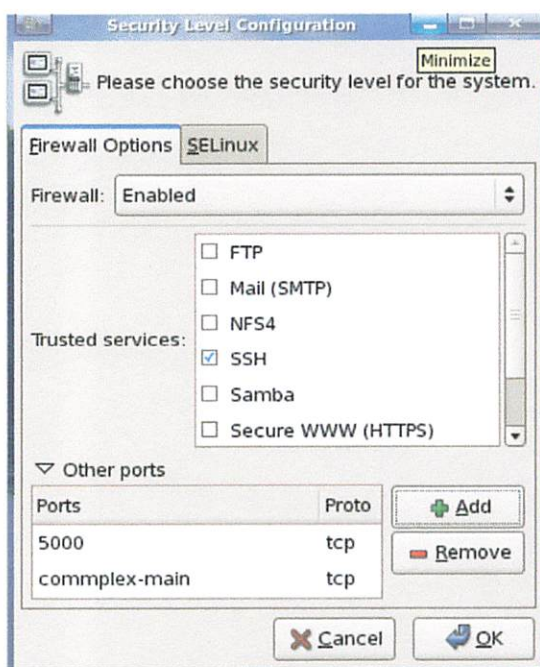 Security Level Configuration
Minimize
Please choose the security level for the system.
Firewall Options
SELinux
Firewall: Enabled
Trusted services:
FTP
Mail (SMTP)
NFS4
SSH
Samba
Secure WWW (HTTPS)
Other ports
Ports Proto
5000 tcp
commplex-main tcp
Add
Remove
Cancel
OK